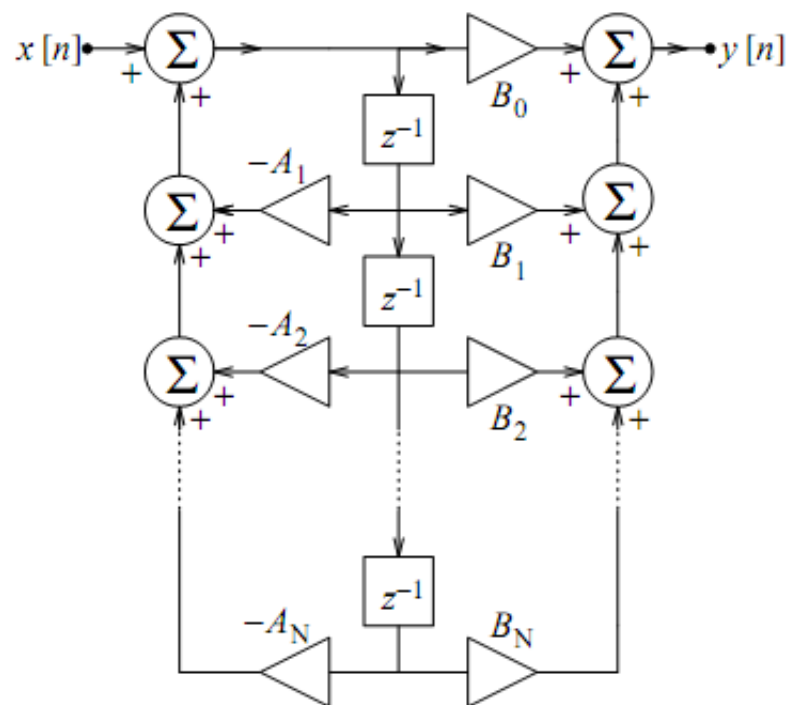 x [n] + Σ B₀ + Σ y [n]
+ z⁻¹ +
−A₁
Σ + B₁ + Σ
+ z⁻¹ +
−A₂
Σ + B₂ + Σ
+ +
z⁻¹
−A_N B_N